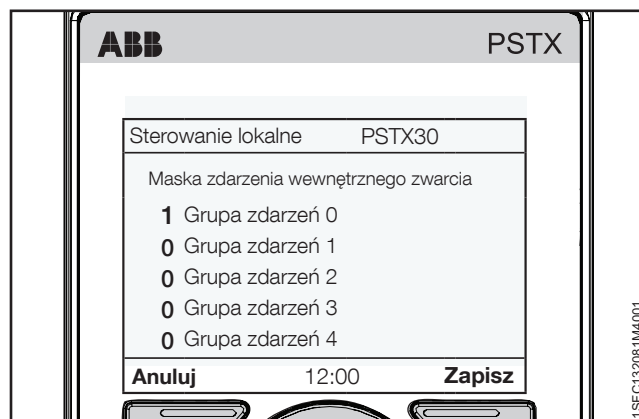 ABB PSTX
Sterowanie lokalne PSTX30
Maska zdarzenia wewnętrznego zwarcia
1 Grupa zdarzeń 0
0 Grupa zdarzeń 1
0 Grupa zdarzeń 2
0 Grupa zdarzeń 3
0 Grupa zdarzeń 4
Anuluj 12:00 Zapisz
1SFC132081M4001